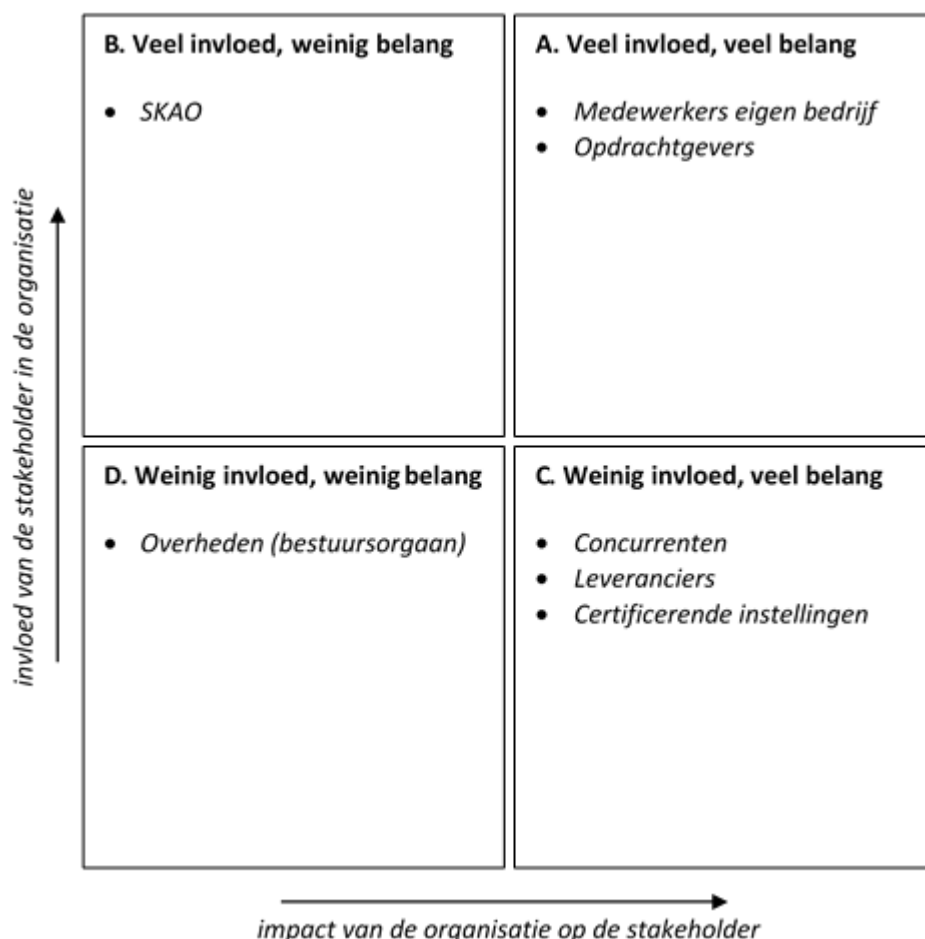 B. Veel invloed, weinig belang
• SKAO
A. Veel invloed, veel belang
• Medewerkers eigen bedrijf
• Opdrachtgevers
invloed van de stakeholder in de organisatie
D. Weinig invloed, weinig belang
• Overheden (bestuursorgaan)
C. Weinig invloed, veel belang
• Concurrenten
• Leveranciers
• Certificerende instellingen
impact van de organisatie op de stakeholder